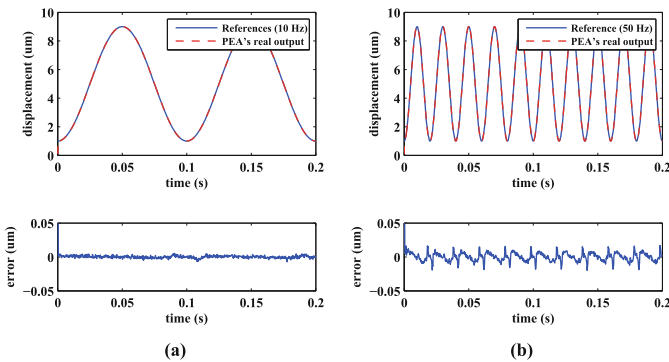 References (10 Hz)
PEA's real output
displacement (um)
10
8
6
4
2
0
0 0.05 0.1 0.15 0.2
time (s)
error (um)
0.05
0
−0.05
0 0.05 0.1 0.15 0.2
time (s)
(a)
References (50 Hz)
PEA's real output
displacement (um)
10
8
6
4
2
0
0 0.05 0.1 0.15 0.2
time (s)
error (um)
0.05
0
−0.05
0 0.05 0.1 0.15 0.2
time (s)
(b)